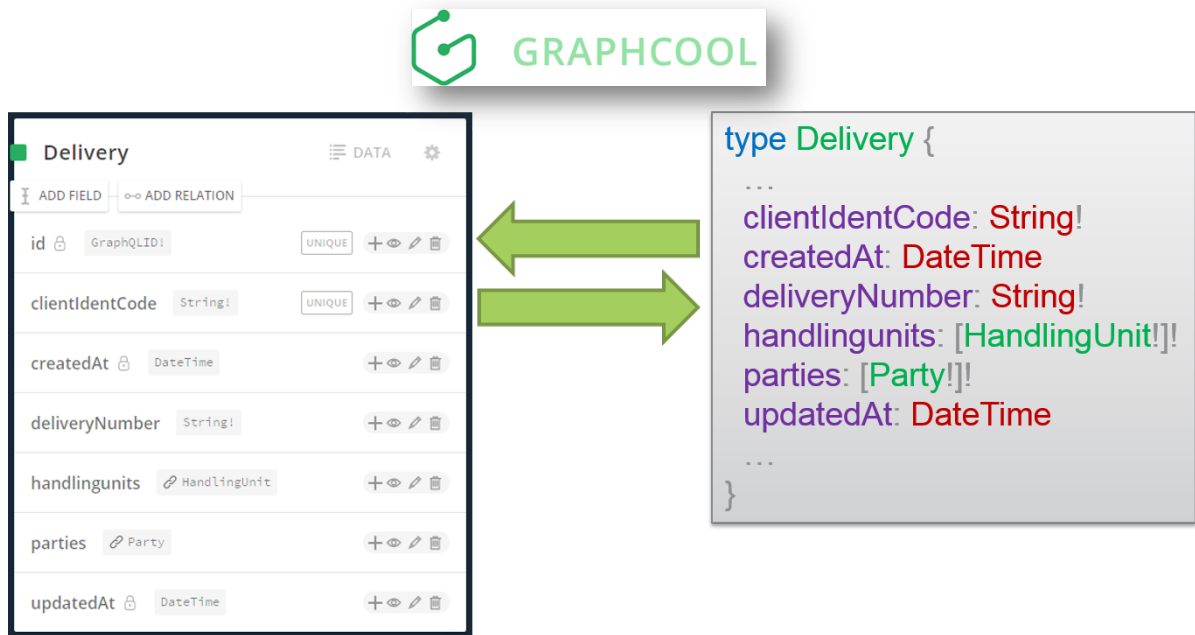 GRAPHCOOL
Delivery
DATA
ADD FIELD
ADD RELATION
id GraphQLID! UNIQUE
clientIdentCode String! UNIQUE
createdAt DateTime
deliveryNumber String!
handlingunits HandlingUnit
parties Party
updatedAt DateTime
type Delivery {
...
clientIdentCode: String!
createdAt: DateTime
deliveryNumber: String!
handlingunits: [HandlingUnit!]!
parties: [Party!]!
updatedAt: DateTime
...
}